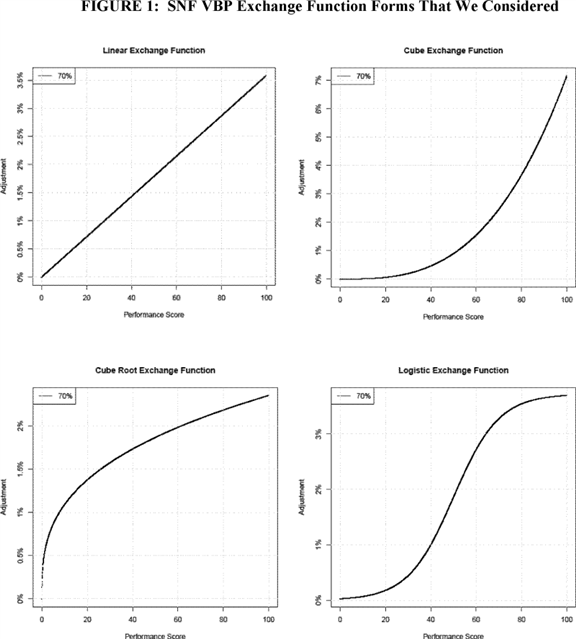 FIGURE 1: SNF VBP Exchange Function Forms That We Considered
Linear Exchange Function
70%
Adjustment
3.5%
3%
2.5%
2%
1.5%
1%
0.5%
0%
0 20 40 60 80 100
Performance Score
Cube Exchange Function
70%
Adjustment
7%
6%
5%
4%
3%
2%
1%
0%
0 20 40 60 80 100
Performance Score
Cube Root Exchange Function
70%
Adjustment
2%
1.5%
1%
0.5%
0%
0 20 40 60 80 100
Performance Score
Logistic Exchange Function
70%
Adjustment
3%
2%
1%
0%
0 20 40 60 80 100
Performance Score